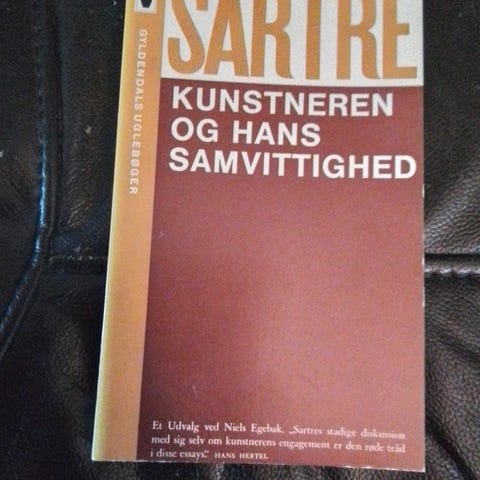 SARTRE
GYLDENDALS UGLEBØGER
KUNSTNEREN
OG HANS
SAMVITTIGHED
Et Udvalg ved Niels Egebak. „Sartres stadige diskussion
med sig selv om kunstnerens engagement er den røde tråd
i disse essays.“ HANS HERTEL